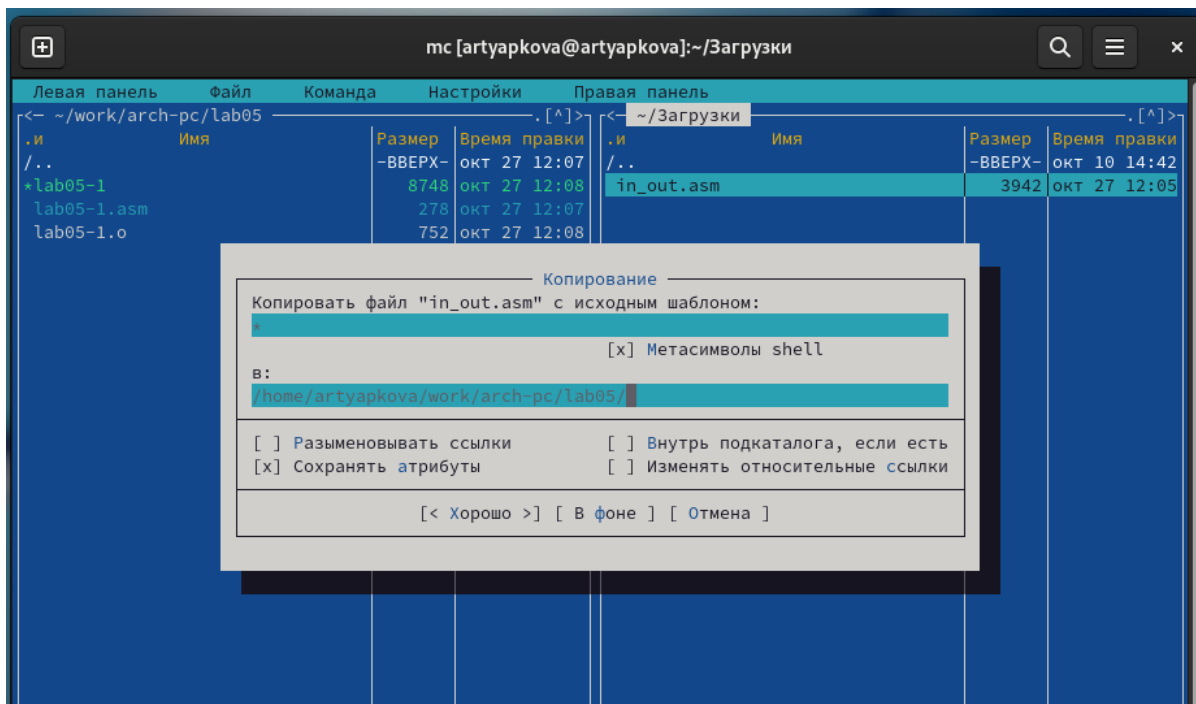 mc [artyapkova@artyapkova]:~/Загрузки
Левая панель Файл Команда Настройки Правая панель
<— ~/work/arch-pc/lab05 .[^]> <— ~/Загрузки .[^]>
.и Имя Размер Время правки .и Имя Размер Время правки
/.. -ВВЕРХ- окт 27 12:07 /.. -ВВЕРХ- окт 10 14:42
*lab05-1 8748 окт 27 12:08 in_out.asm 3942 окт 27 12:05
lab05-1.asm 278 окт 27 12:07
lab05-1.o 752 окт 27 12:08
Копирование
Копировать файл "in_out.asm" с исходным шаблоном:
*
[x] Метасимволы shell
в:
/home/artyapkova/work/arch-pc/lab05/
[ ] Разыменовывать ссылки [ ] Внутрь подкаталога, если есть
[x] Сохранять атрибуты [ ] Изменять относительные ссылки
[< Хорошо >] [ В фоне ] [ Отмена ]